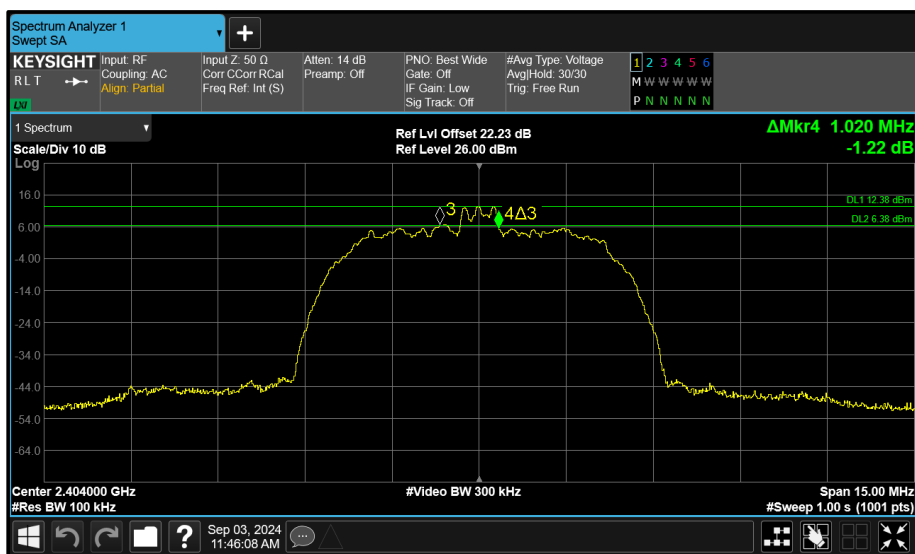 Spectrum Analyzer 1
Swept SA
KEYSIGHT
R L T
LXI
Input: RF
Coupling: AC
Align: Partial
Input Z: 50 Ω
Corr CCorr RCal
Freq Ref: Int (S)
Atten: 14 dB
Preamp: Off
PNO: Best Wide
Gate: Off
IF Gain: Low
Sig Track: Off
#Avg Type: Voltage
Avg|Hold: 30/30
Trig: Free Run
1 2 3 4 5 6
M W W W W W
P N N N N N
1 Spectrum
Scale/Div 10 dB
Ref Lvl Offset 22.23 dB
Ref Level 26.00 dBm
ΔMkr4 1.020 MHz
-1.22 dB
Log
16.0
6.00
-4.00
-14.0
-24.0
-34.0
-44.0
-54.0
-64.0
3
4Δ3
DL1 12.38 dBm
DL2 6.38 dBm
Center 2.404000 GHz
#Res BW 100 kHz
#Video BW 300 kHz
Span 15.00 MHz
#Sweep 1.00 s (1001 pts)
?
Sep 03, 2024
11:46:08 AM